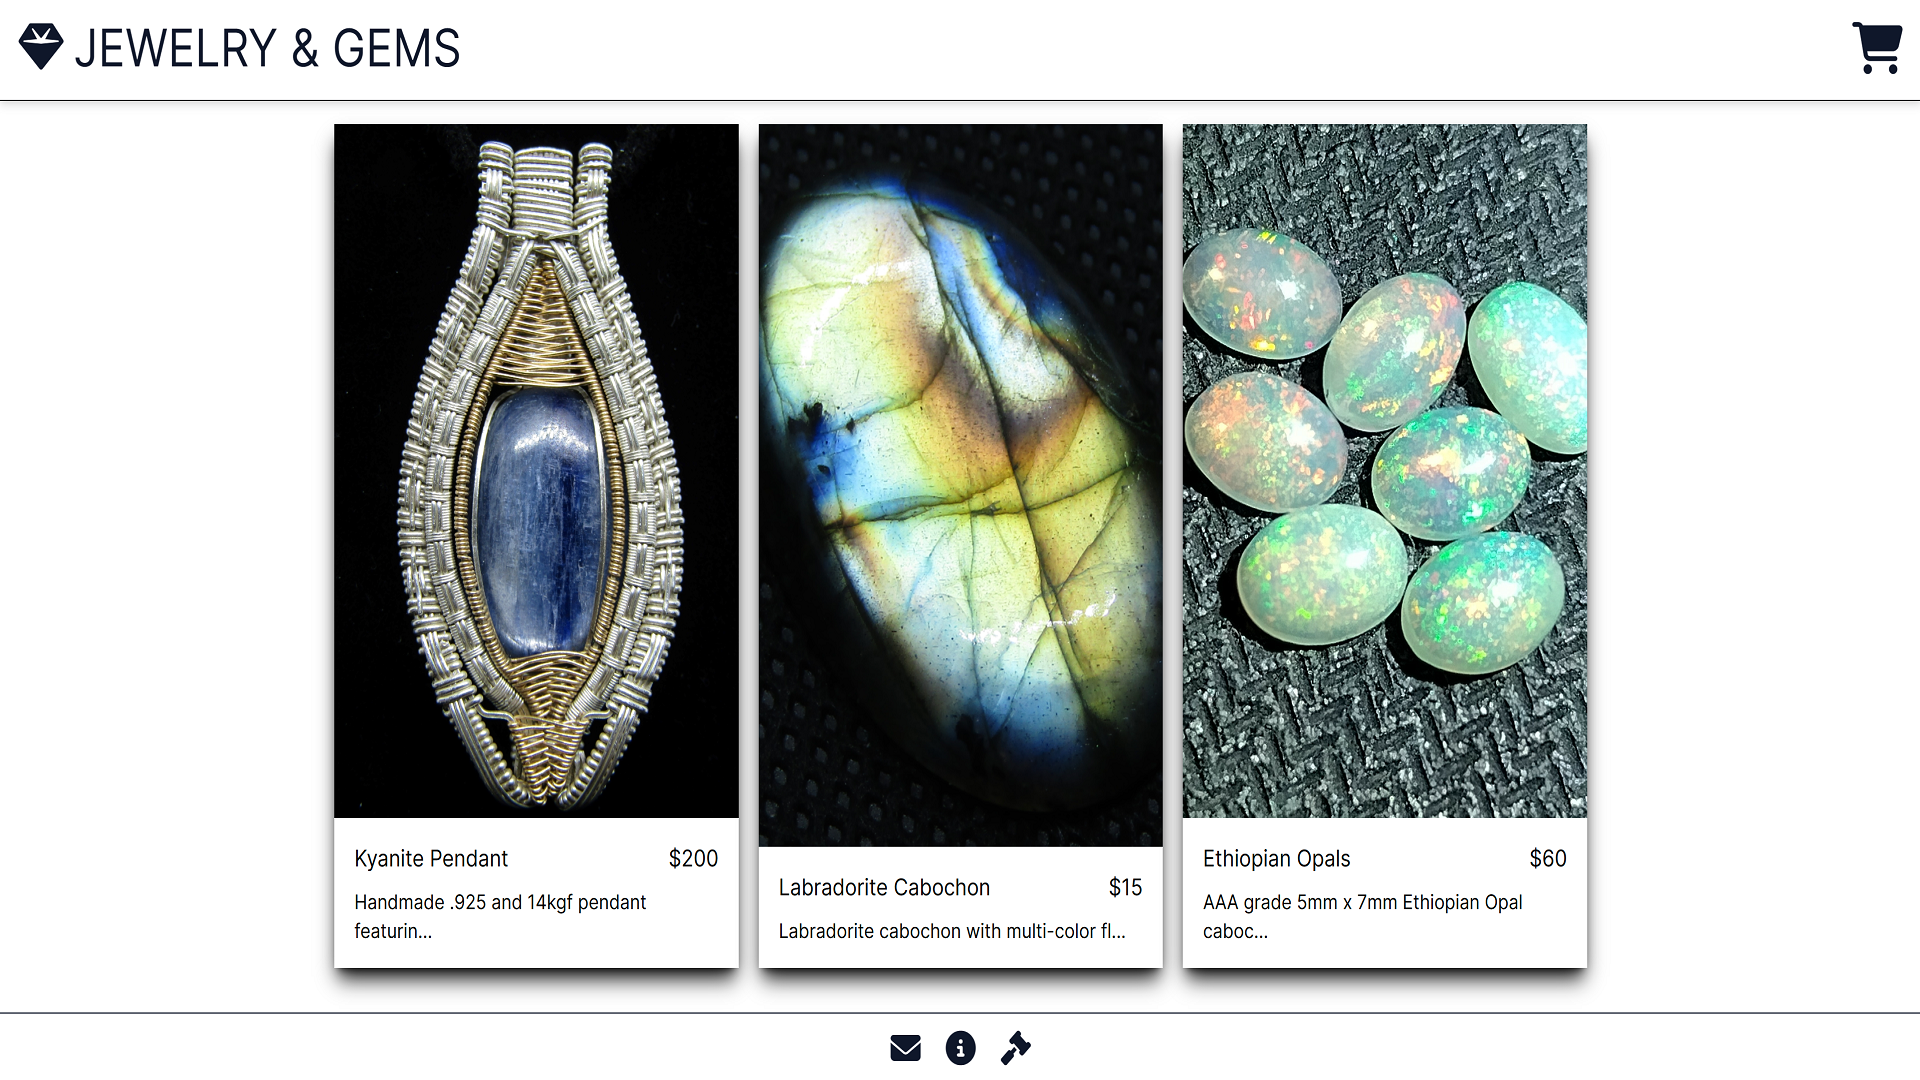 JEWELRY & GEMS
Kyanite Pendant $200
Handmade .925 and 14kgf pendant
featurin...
Labradorite Cabochon $15
Labradorite cabochon with multi-color fl...
Ethiopian Opals $60
AAA grade 5mm x 7mm Ethiopian Opal
caboc...